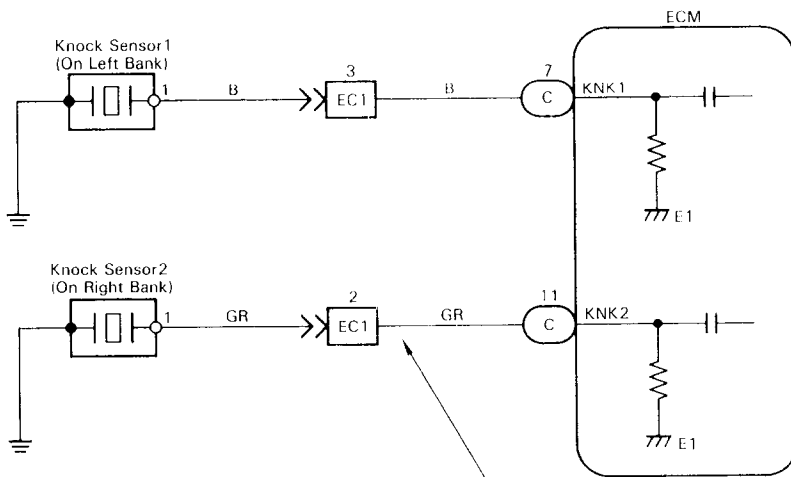 ECM
Knock Sensor1
(On Left Bank)
1
B
3
EC1
B
7
C
KNK1
E1
Knock Sensor2
(On Right Bank)
1
GR
2
EC1
GR
11
C
KNK2
E1